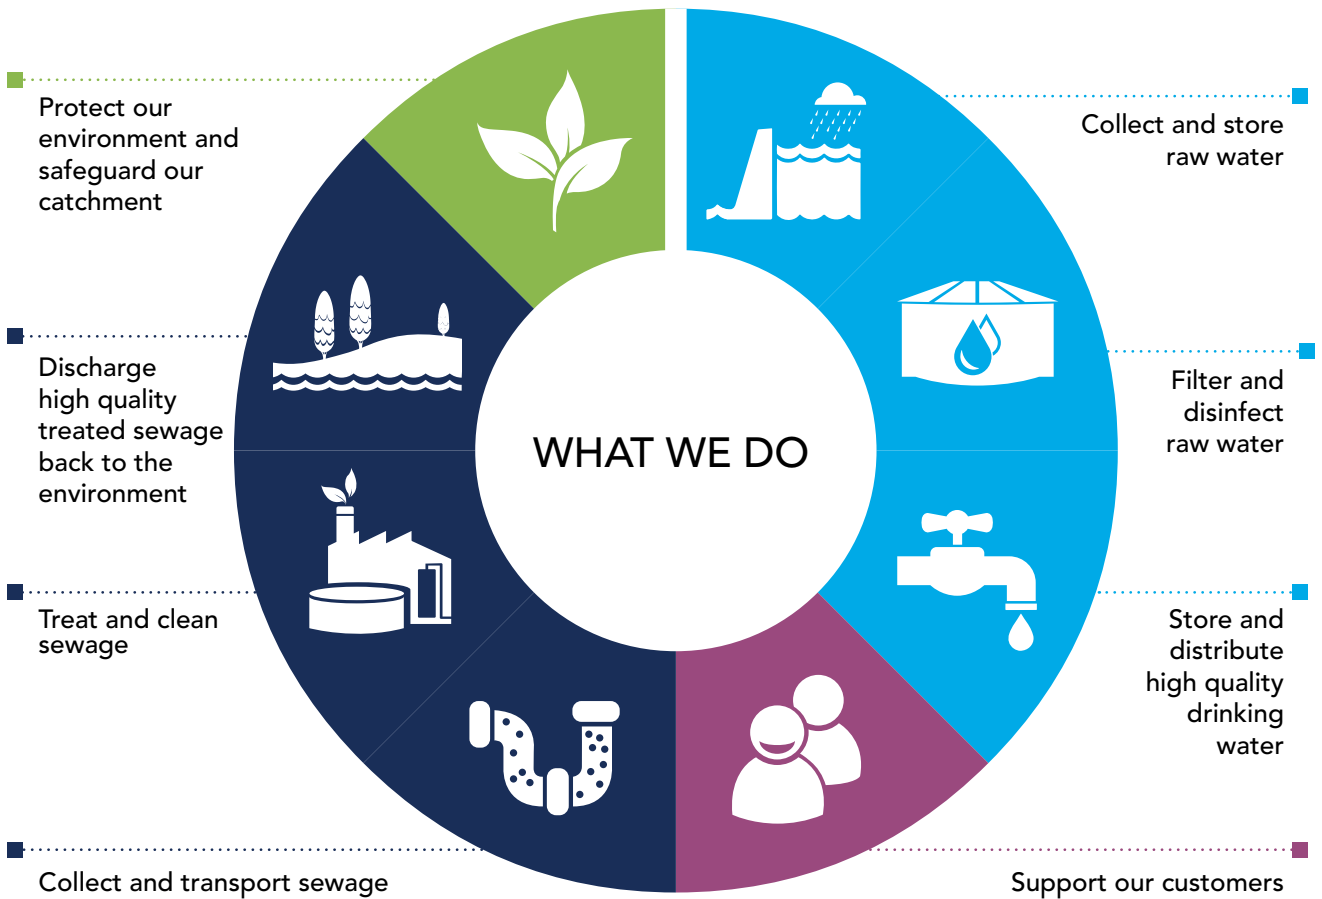 Protect our
environment and
safeguard our
catchment
Discharge
high quality
treated sewage
back to the
environment
Treat and clean
sewage
Collect and transport sewage
WHAT WE DO
Collect and store
raw water
Filter and
disinfect
raw water
Store and
distribute
high quality
drinking
water
Support our customers